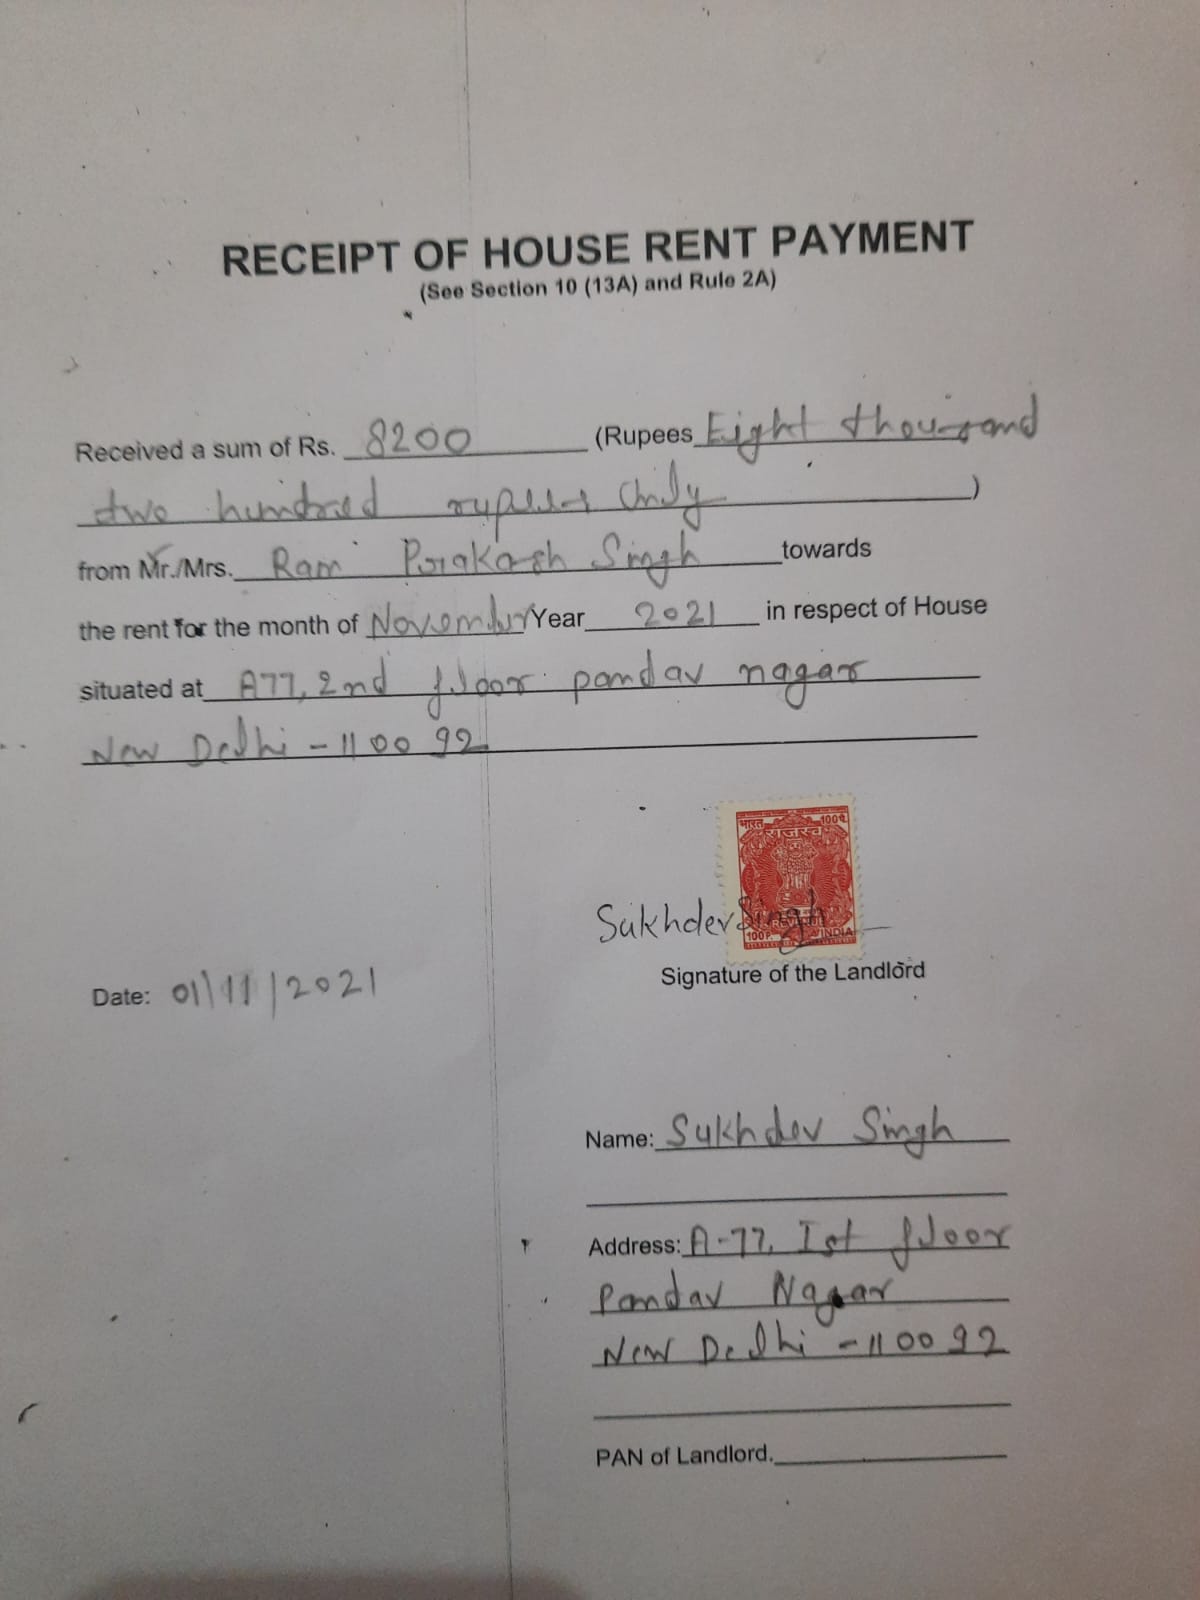 RECEIPT OF HOUSE RENT PAYMENT
(See Section 10 (13A) and Rule 2A)
Received a sum of Rs. 8200 (Rupees Eight thousand
two hundred rupees Only )
from Mr./Mrs. Ram Prakash Singh towards
the rent for the month of November Year 2021 in respect of House
situated at A77, 2nd floor pandav nagar
New Delhi - 110092
भारत 100प.
राजस्व
Sukhdev Singh
100P. INDIA
Signature of the Landlord
Date: 01/11/2021
Name: Sukhdev Singh
Address: A-77, Ist floor
Pandav Nagar
New Delhi - 110092
PAN of Landlord.